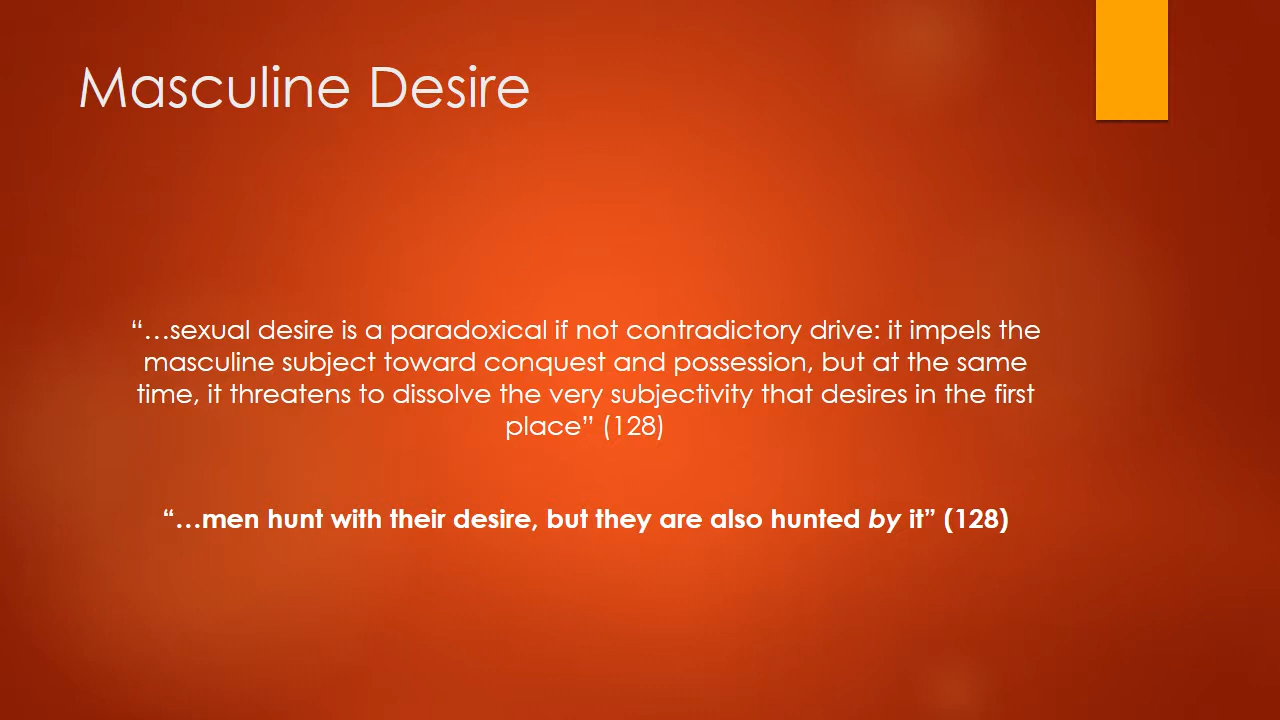 Masculine Desire
“…sexual desire is a paradoxical if not contradictory drive: it impels the
masculine subject toward conquest and possession, but at the same
time, it threatens to dissolve the very subjectivity that desires in the first
place” (128)
“…men hunt with their desire, but they are also hunted by it” (128)